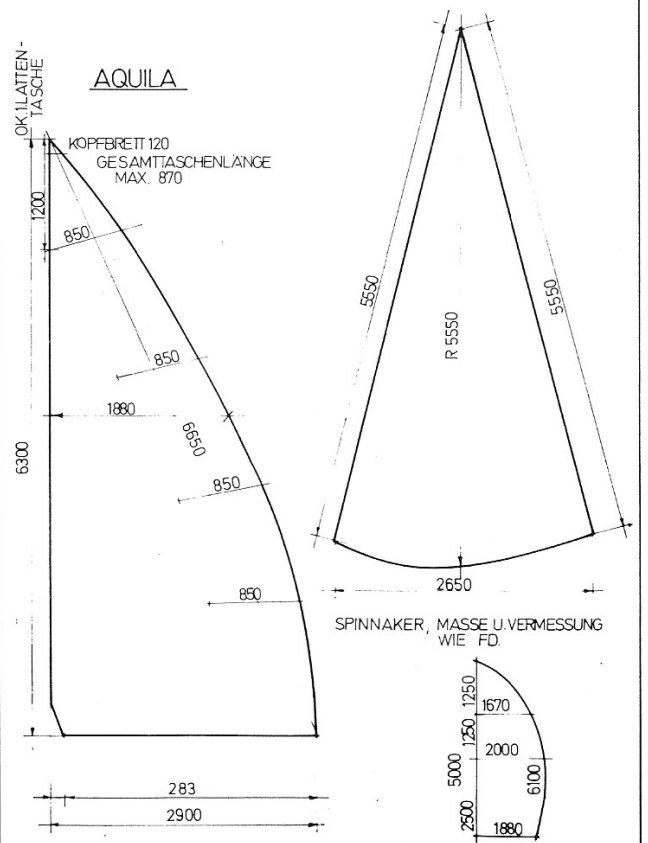 AQUILA
OK.1.LATTEN-
TASCHE
KOPFBRETT 120
GESAMTTASCHENLÄNGE
MAX. 870
1200
850
850
1880
6650
6300
850
850
283
2900
5550
R 5550
5550
2650
SPINNAKER, MASSE U.VERMESSUNG
WIE FD.
1250
1670
1250
2000
5000
6100
2500
1880